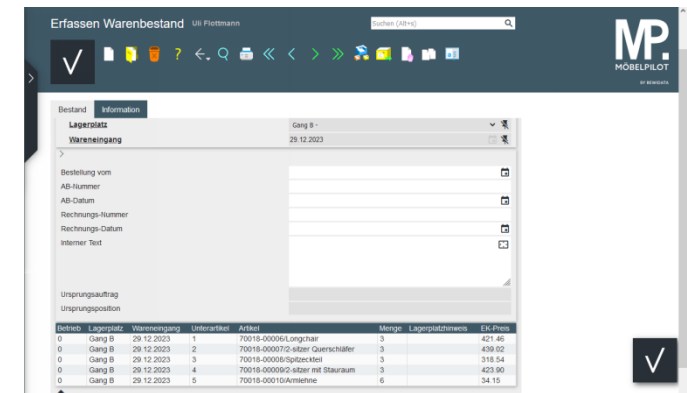 Erfassen Warenbestand Uli Flottmann
Suchen (Alt+s)
MP.
MÖBELPILOT
Bestand Information
Lagerplatz Gang B -
Wareneingang 29.12.2023
Bestellung vom
AB-Nummer
AB-Datum
Rechnungs-Nummer
Rechnungs-Datum
Interner Text
Ursprungsauftrag
Ursprungsposition
Betrieb Lagerplatz Wareneingang Unterartikel Artikel Menge Lagerplatzhinweis EK-Preis
0 Gang B 29.12.2023 1 70018-00006/Longchair 3 421.46
0 Gang B 29.12.2023 2 70018-00007/2-sitzer Querschläfer 3 439.02
0 Gang B 29.12.2023 3 70018-00008/Spitzeckteil 3 318.54
0 Gang B 29.12.2023 4 70018-00009/2-sitzer mit Stauraum 3 423.90
0 Gang B 29.12.2023 5 70018-00010/Armlehne 6 34.15